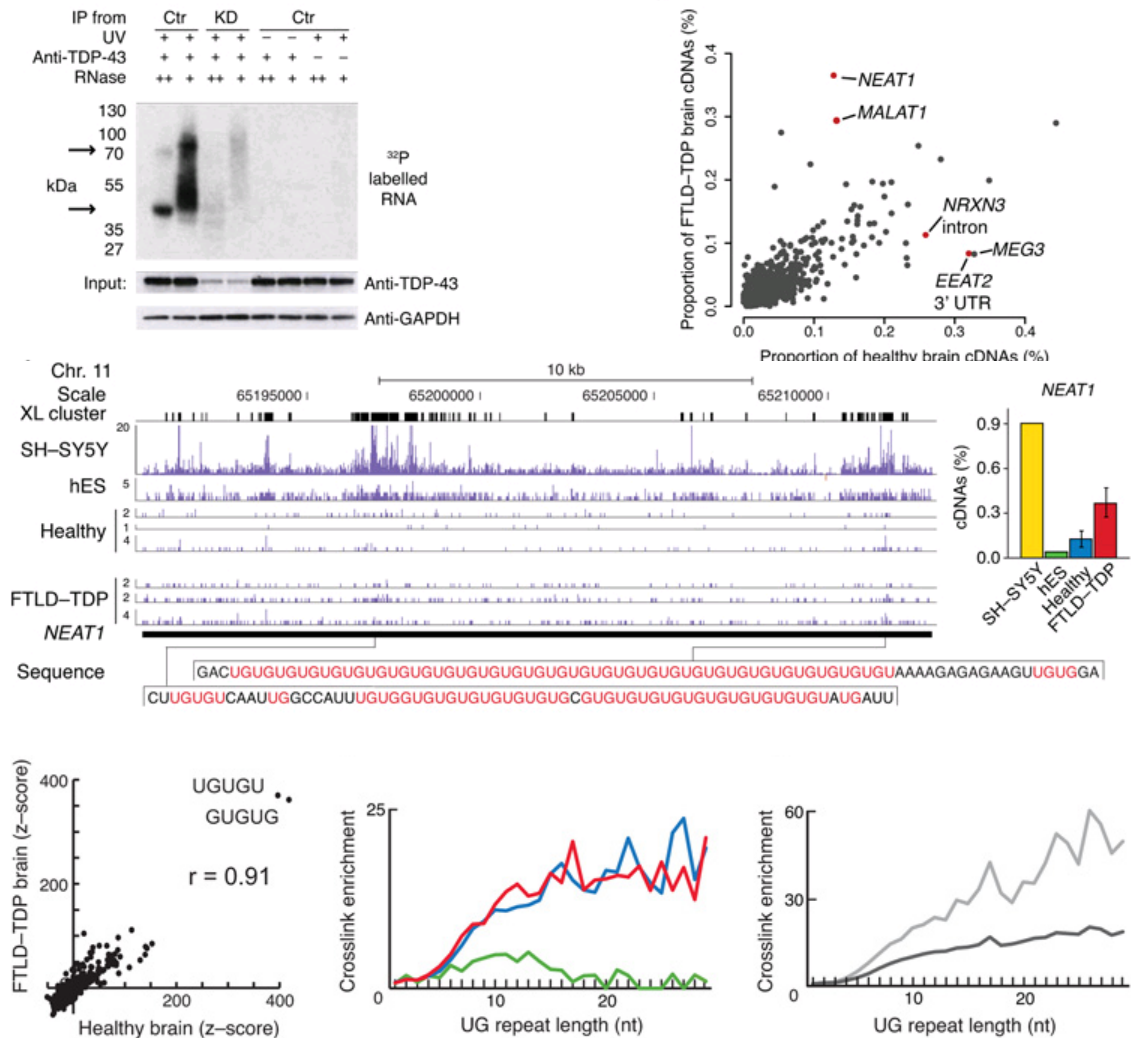 IP from Ctr KD Ctr
UV + + + + – – + +
Anti-TDP-43 + + + + + + – –
RNase ++ + ++ + ++ + ++ +
130
100
70
kDa
55
35
27
32P
labelled
RNA
Input:
Anti-TDP-43
Anti-GAPDH
Proportion of FTLD–TDP brain cDNAs (%)
0.4
0.3
0.2
0.1
0.0
NEAT1
MALAT1
NRXN3
intron
MEG3
EEAT2
3' UTR
0.0 0.1 0.2 0.3 0.4
Proportion of healthy brain cDNAs (%)
Chr. 11
Scale
10 kb
65195000 65200000 65205000 65210000
XL cluster
SH–SY5Y
20
hES
5
Healthy
2
1
4
FTLD–TDP
2
2
4
NEAT1
Sequence
GACUGUGUGUGUGUGUGUGUGUGUGUGUGUGUGUGUGUGUGUGUGUGUGUGUGUGUGUGUGUAAAAGAGAGAAGUUGUGGA
CUUGUGUCAAUUGGCCAUUUGUGGUGUGUGUGUGUGUGCGUGUGUGUGUGUGUGUGUGUAUGAUU
NEAT1
cDNAs (%)
0.9
0.6
0.3
0.0
SH–SY5Y
hES
Healthy
FTLD–TDP
FTLD–TDP brain (z–score)
400
200
UGUGU
GUGUG
r = 0.91
200 400
Healthy brain (z–score)
Crosslink enrichment
25
0
20
UG repeat length (nt)
Crosslink enrichment
60
30
0
10 20
UG repeat length (nt)